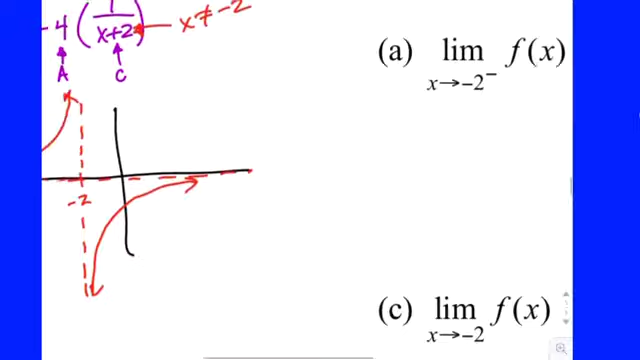 -4 ( 1 / x+2 ) ← x ≠ -2
A C
-2
(a) lim f(x)
x→-2⁻
(c) lim f(x)
x→-2